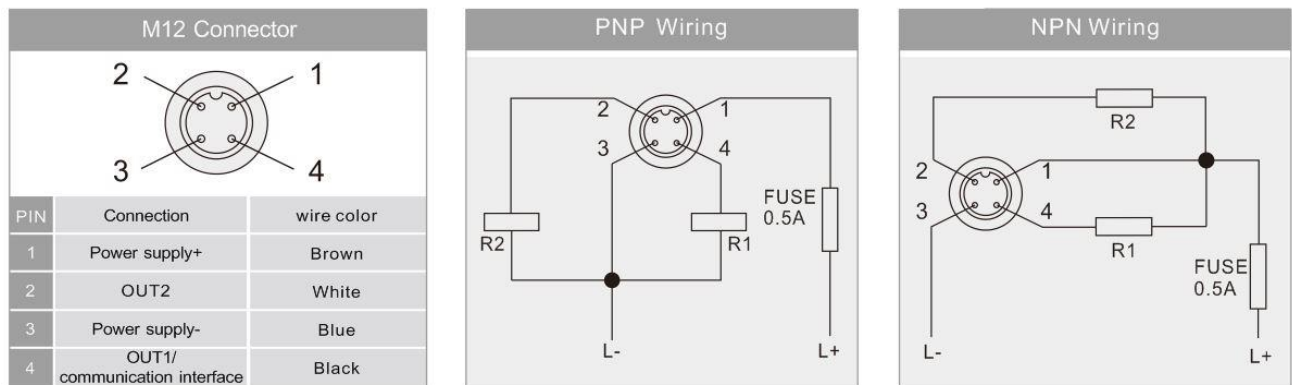 M12 Connector
2 1
3 4
PIN Connection wire color
1 Power supply+ Brown
2 OUT2 White
3 Power supply- Blue
4 OUT1/
communication interface Black
PNP Wiring
2 1
3 4
FUSE
0.5A
R2 R1
L- L+
NPN Wiring
R2
2 1
3 4
R1
FUSE
0.5A
L- L+